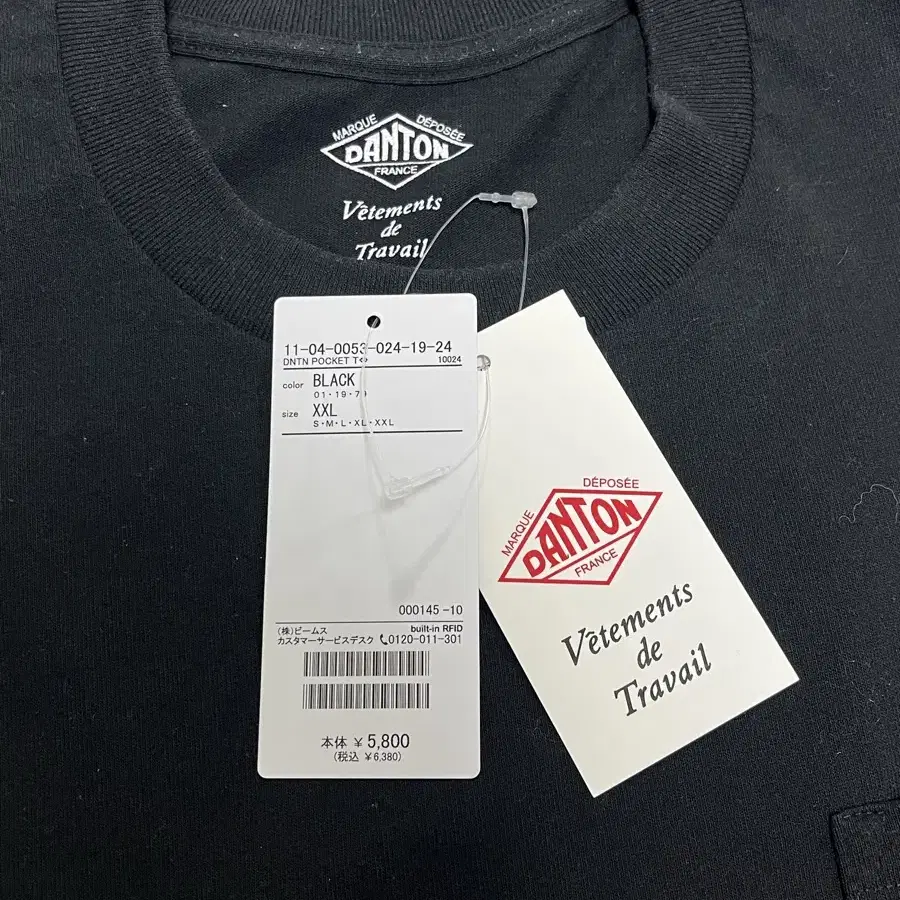 MARQUE DÉPOSÉE
DANTON
FRANCE
Vêtements
de
Travail
11-04-0053-024-19-24
DNTN POCKET T
10024
color BLACK
01・19・79
size XXL
S・M・L・XL・XXL
000145 -10
(株)ビームス built-in RFID
カスタマーサービスデスク 0120-011-301
本体 ¥5,800
(税込 ¥6,380)
MARQUE DÉPOSÉE
DANTON
FRANCE
Vêtements
de
Travail